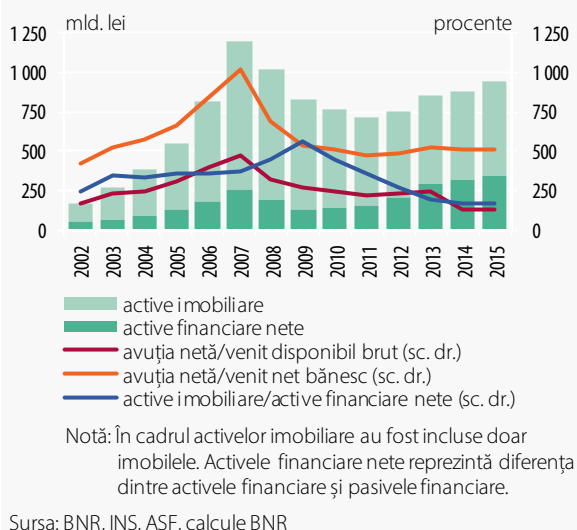 mld. lei procente
1 250 1 250
1 000 1 000
750 750
500 500
250 250
0 0
2002 2003 2004 2005 2006 2007 2008 2009 2010 2011 2012 2013 2014 2015
active imobiliare
active financiare nete
avuția netă/venit disponibil brut (sc. dr.)
avuția netă/venit net bănesc (sc. dr.)
active imobiliare/active financiare nete (sc. dr.)
Notă: În cadrul activelor imobiliare au fost incluse doar
imobilele. Activele financiare nete reprezintă diferența
dintre activele financiare și pasivele financiare.
Sursa: BNR, INS, ASF, calcule BNR